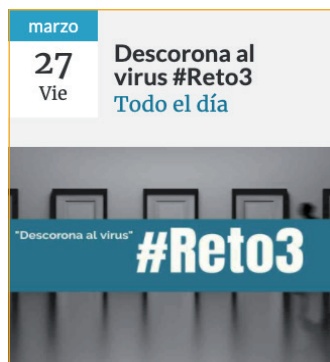 marzo
27
Vie
Descorona al
virus #Reto3
Todo el día
"Descorona al virus"
#Reto3